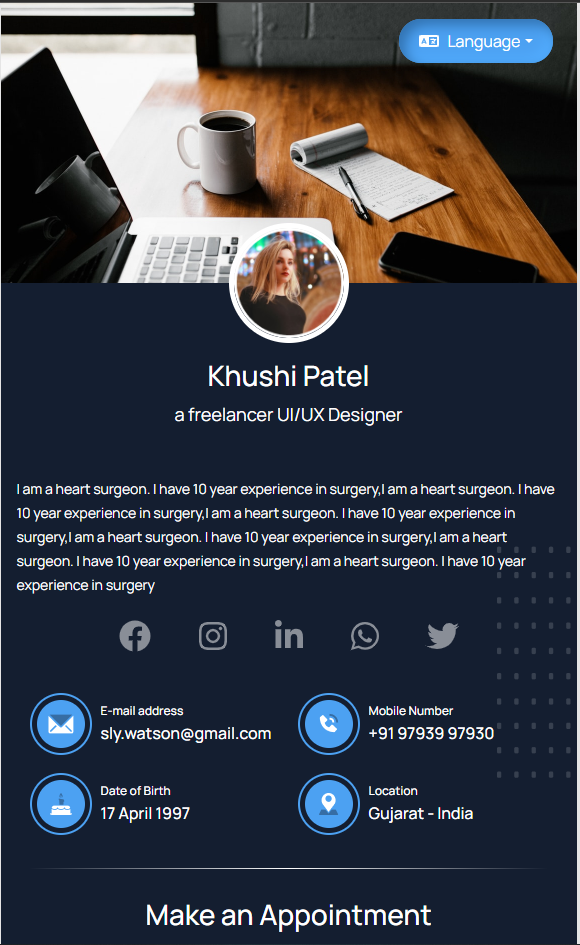 Language
Khushi Patel
a freelancer UI/UX Designer
I am a heart surgeon. I have 10 year experience in surgery,I am a heart surgeon. I have
10 year experience in surgery,I am a heart surgeon. I have 10 year experience in
surgery,I am a heart surgeon. I have 10 year experience in surgery,I am a heart
surgeon. I have 10 year experience in surgery,I am a heart surgeon. I have 10 year
experience in surgery
E-mail address
sly.watson@gmail.com
Mobile Number
+91 97939 97930
Date of Birth
17 April 1997
Location
Gujarat - India
Make an Appointment